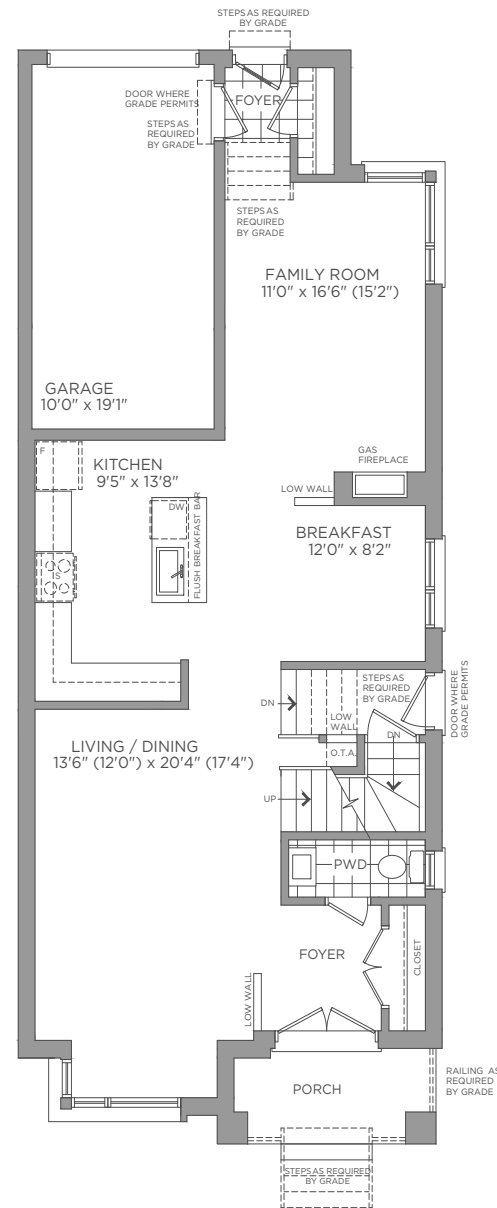 STEPS AS REQUIRED
BY GRADE
DOOR WHERE
GRADE PERMITS
FOYER
STEPS AS
REQUIRED
BY GRADE
STEPS AS
REQUIRED
BY GRADE
FAMILY ROOM
11'0" x 16'6" (15'2")
GARAGE
10'0" x 19'1"
F
KITCHEN
9'5" x 13'8"
GAS
FIREPLACE
LOW WALL
DW
FLUSH BREAKFAST BAR
BREAKFAST
12'0" x 8'2"
S
STEPS AS
REQUIRED
BY GRADE
DOOR WHERE
GRADE PERMITS
DN
LOW
WALL
DN
O.T.A.
LIVING / DINING
13'6" (12'0") x 20'4" (17'4")
UP
PWD
FOYER
CLOSET
LOW WALL
PORCH
RAILING AS
REQUIRED
BY GRADE
STEPS AS REQUIRED
BY GRADE